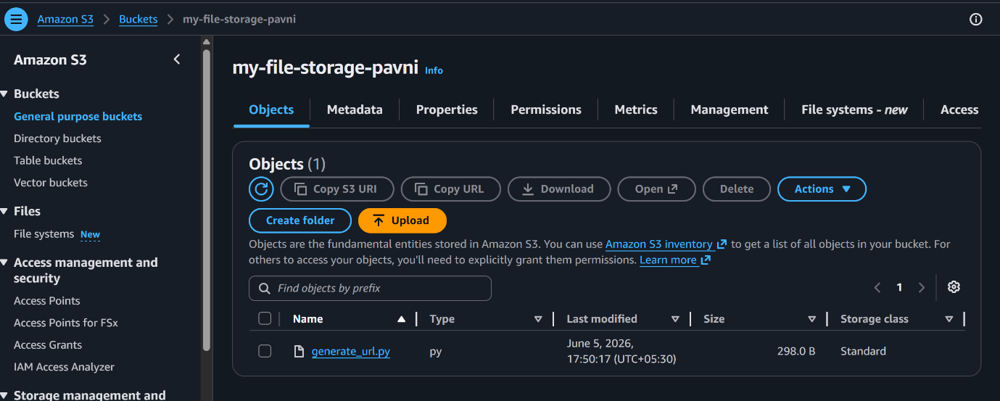 Amazon S3 > Buckets > my-file-storage-pavni
Amazon S3
Buckets
General purpose buckets
Directory buckets
Table buckets
Vector buckets
Files
File systems New
Access management and
security
Access Points
Access Points for FSx
Access Grants
IAM Access Analyzer
Storage management and
my-file-storage-pavni Info
Objects Metadata Properties Permissions Metrics Management File systems - new Access
Objects (1)
Copy S3 URI Copy URL Download Open Delete Actions
Create folder Upload
Objects are the fundamental entities stored in Amazon S3. You can use Amazon S3 inventory to get a list of all objects in your bucket. For
others to access your objects, you'll need to explicitly grant them permissions. Learn more
Find objects by prefix
1
Name Type Last modified Size Storage class
generate_url.py py June 5, 2026, 298.0 B Standard
17:50:17 (UTC+05:30)